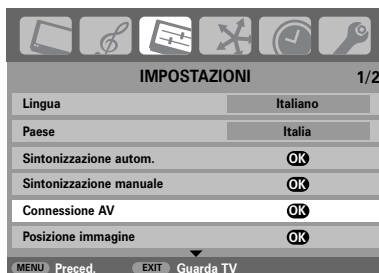 IMPOSTAZIONI 1/2
Lingua Italiano
Paese Italia
Sintonizzazione autom. OK
Sintonizzazione manuale OK
Connessione AV OK
Posizione immagine OK
MENU Preced. EXIT Guarda TV